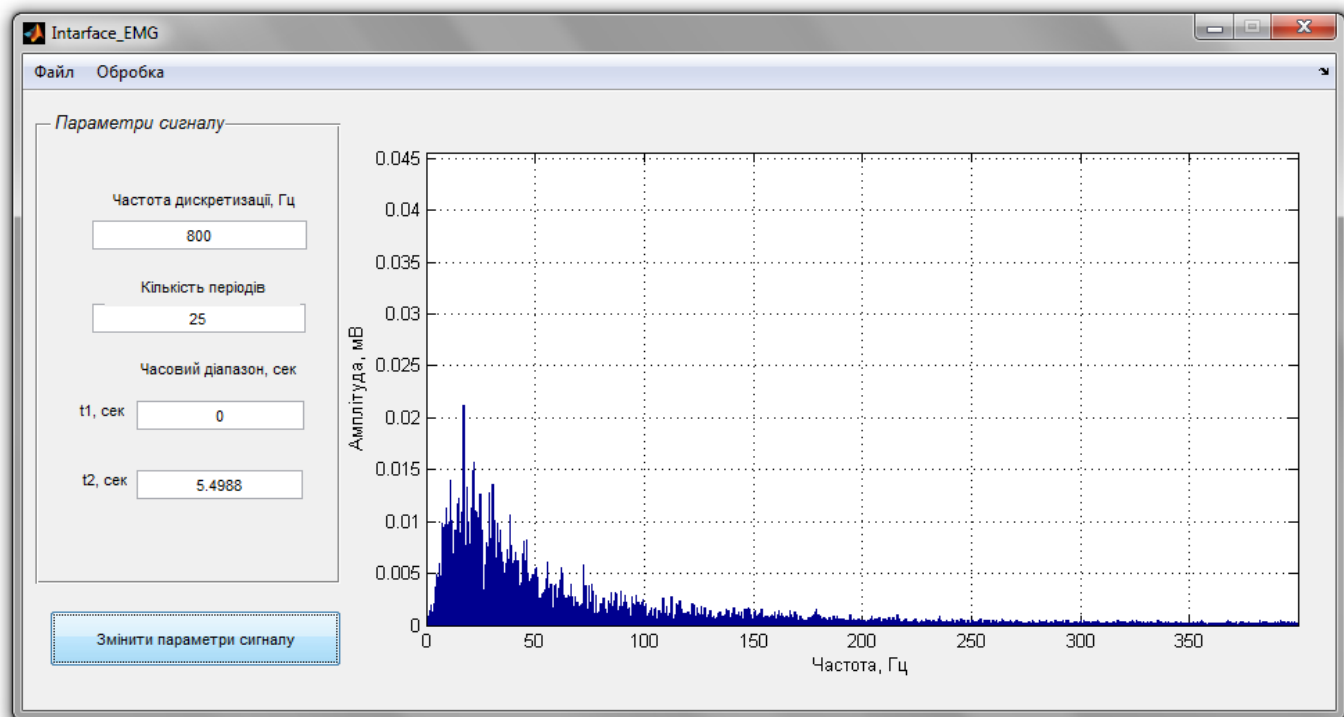 Intarface_EMG
Файл Обробка
Параметри сигналу
Частота дискретизації, Гц
800
Кількість періодів
25
Часовий діапазон, сек
t1, сек 0
t2, сек 5.4988
Змінити параметри сигналу
Амплітуда, мВ
0.045
0.04
0.035
0.03
0.025
0.02
0.015
0.01
0.005
0
0 50 100 150 200 250 300 350
Частота, Гц